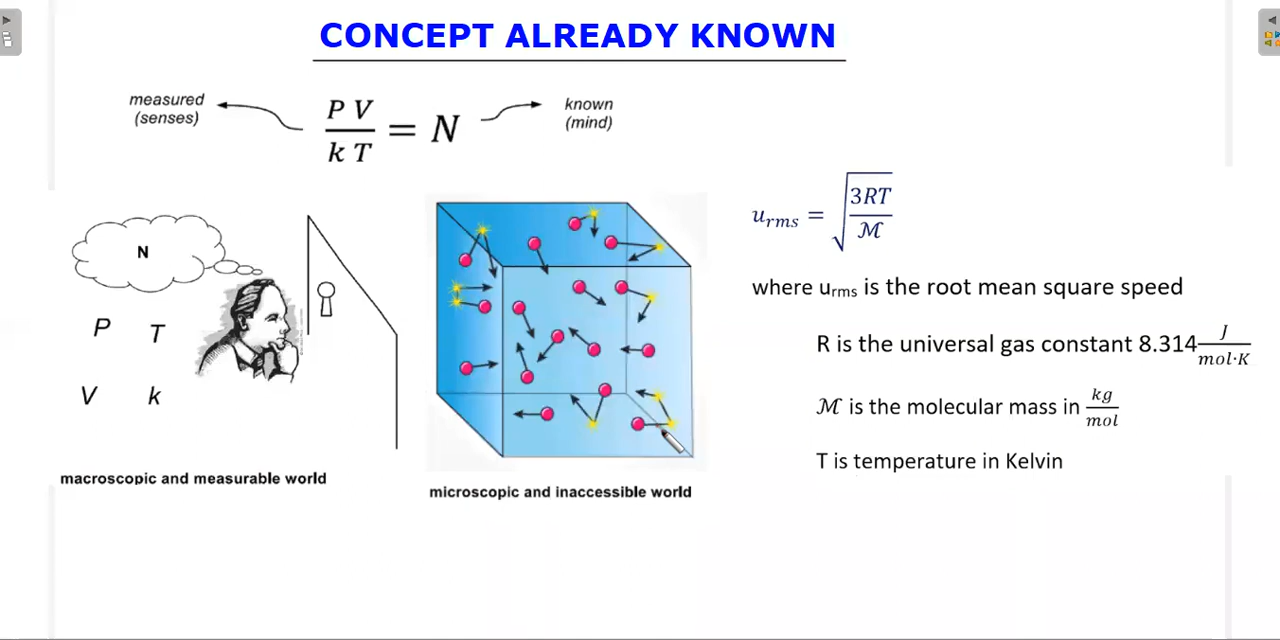 CONCEPT ALREADY KNOWN
measured
(senses)
P V
k T
= N
known
(mind)
N
P T
V k
macroscopic and measurable world
microscopic and inaccessible world
u_rms = √(3RT/ℳ)
where u_rms is the root mean square speed
R is the universal gas constant 8.314 J/mol·K
ℳ is the molecular mass in kg/mol
T is temperature in Kelvin